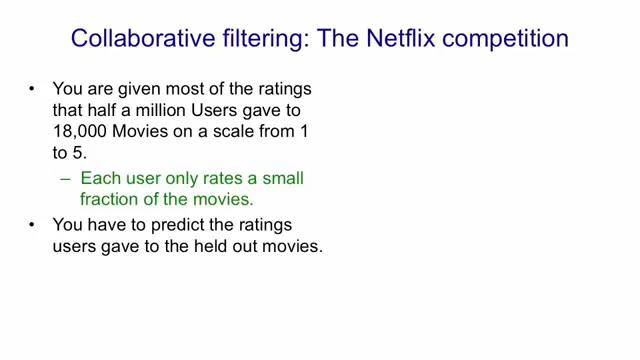 Collaborative filtering: The Netflix competition
• You are given most of the ratings
that half a million Users gave to
18,000 Movies on a scale from 1
to 5.
– Each user only rates a small
fraction of the movies.
• You have to predict the ratings
users gave to the held out movies.